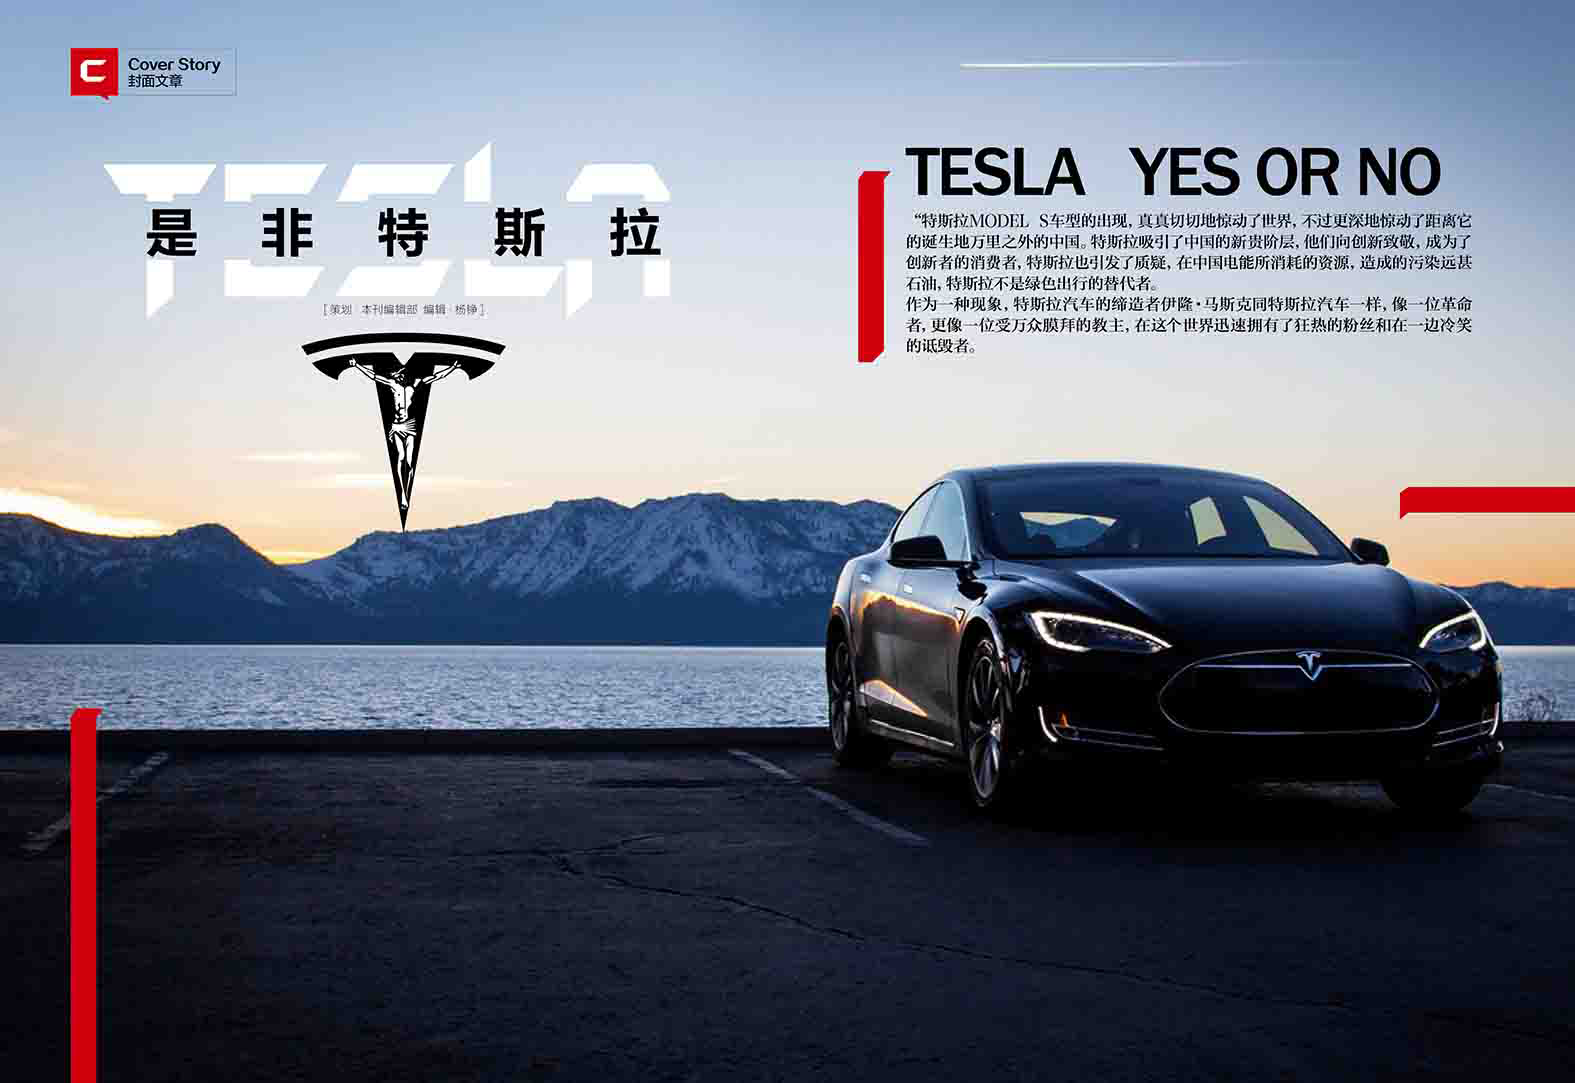 Cover Story
封面文章
TESLA
是非特斯拉
[策划·本刊编辑部 编辑·杨铮]
TESLA YES OR NO
“特斯拉MODEL S车型的出现，真真切切地惊动了世界，不过更深地惊动了距离它
的诞生地万里之外的中国。特斯拉吸引了中国的新贵阶层，他们向创新致敬，成为了
创新者的消费者，特斯拉也引发了质疑，在中国电能所消耗的资源，造成的污染远甚
石油，特斯拉不是绿色出行的替代者。
作为一种现象，特斯拉汽车的缔造者伊隆·马斯克同特斯拉汽车一样，像一位革命
者，更像一位受万众膜拜的教主，在这个世界迅速拥有了狂热的粉丝和在一边冷笑
的诋毁者。